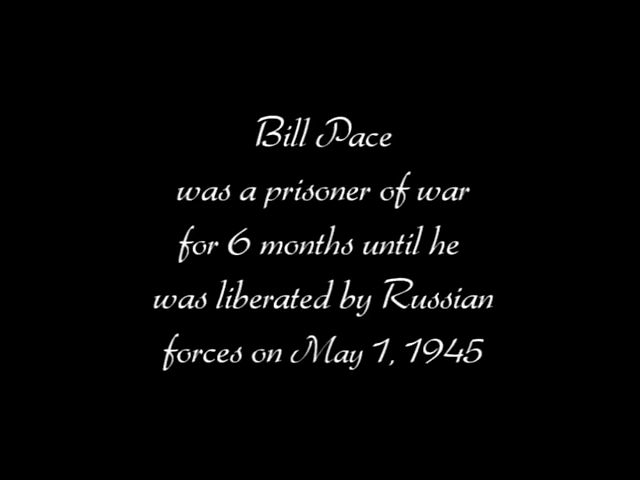 Bill Pace
was a prisoner of war
for 6 months until he
was liberated by Russian
forces on May 1, 1945